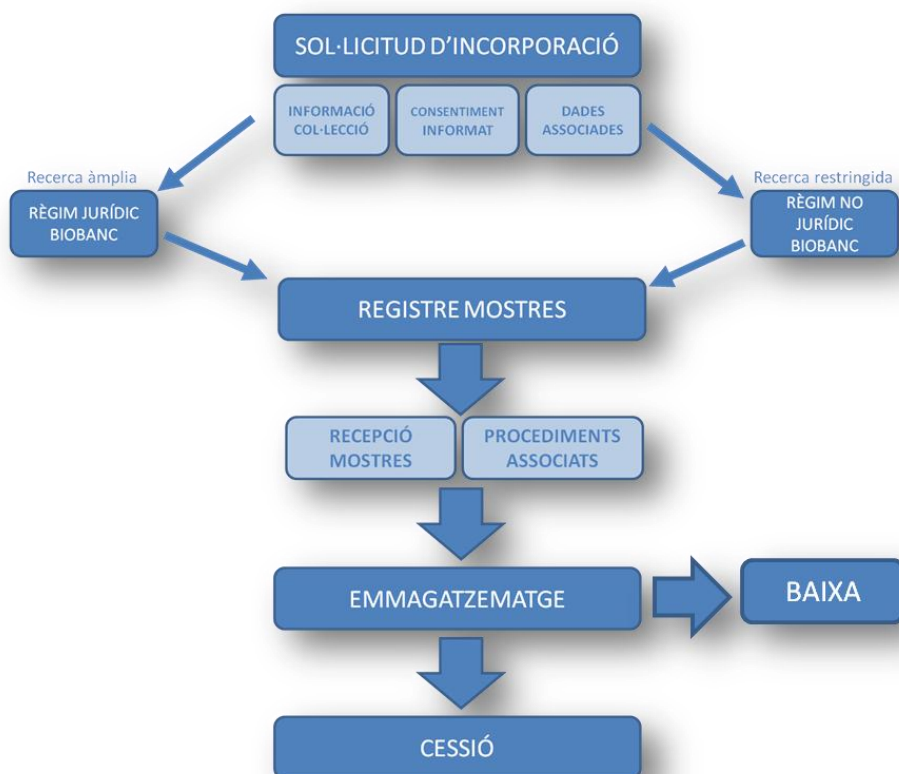 SOL·LICITUD D'INCORPORACIÓ
INFORMACIÓ
COL·LECCIÓ
CONSENTIMENT
INFORMAT
DADES
ASSOCIADES
Recerca àmplia
RÈGIM JURÍDIC
BIOBANC
Recerca restringida
RÈGIM NO
JURÍDIC
BIOBANC
REGISTRE MOSTRES
RECEPCIÓ
MOSTRES
PROCEDIMENTS
ASSOCIATS
EMMAGATZEMATGE
BAIXA
CESSIÓ